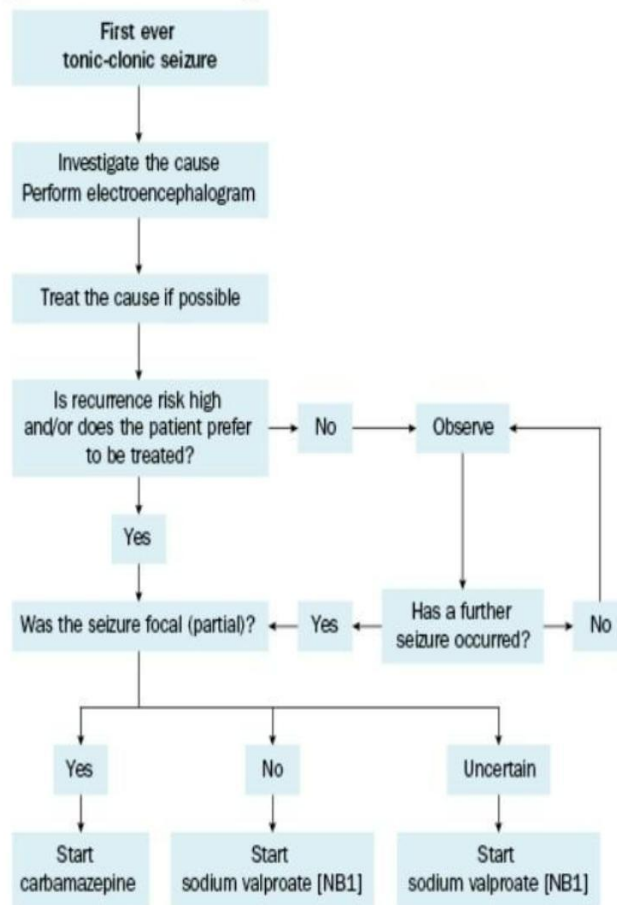 First ever
tonic-clonic seizure
Investigate the cause
Perform electroencephalogram
Treat the cause if possible
Is recurrence risk high
and/or does the patient prefer
to be treated?
No
Observe
Yes
Was the seizure focal (partial)?
Yes
Has a further
seizure occurred?
No
Yes
No
Uncertain
Start
carbamazepine
Start
sodium valproate [NB1]
Start
sodium valproate [NB1]